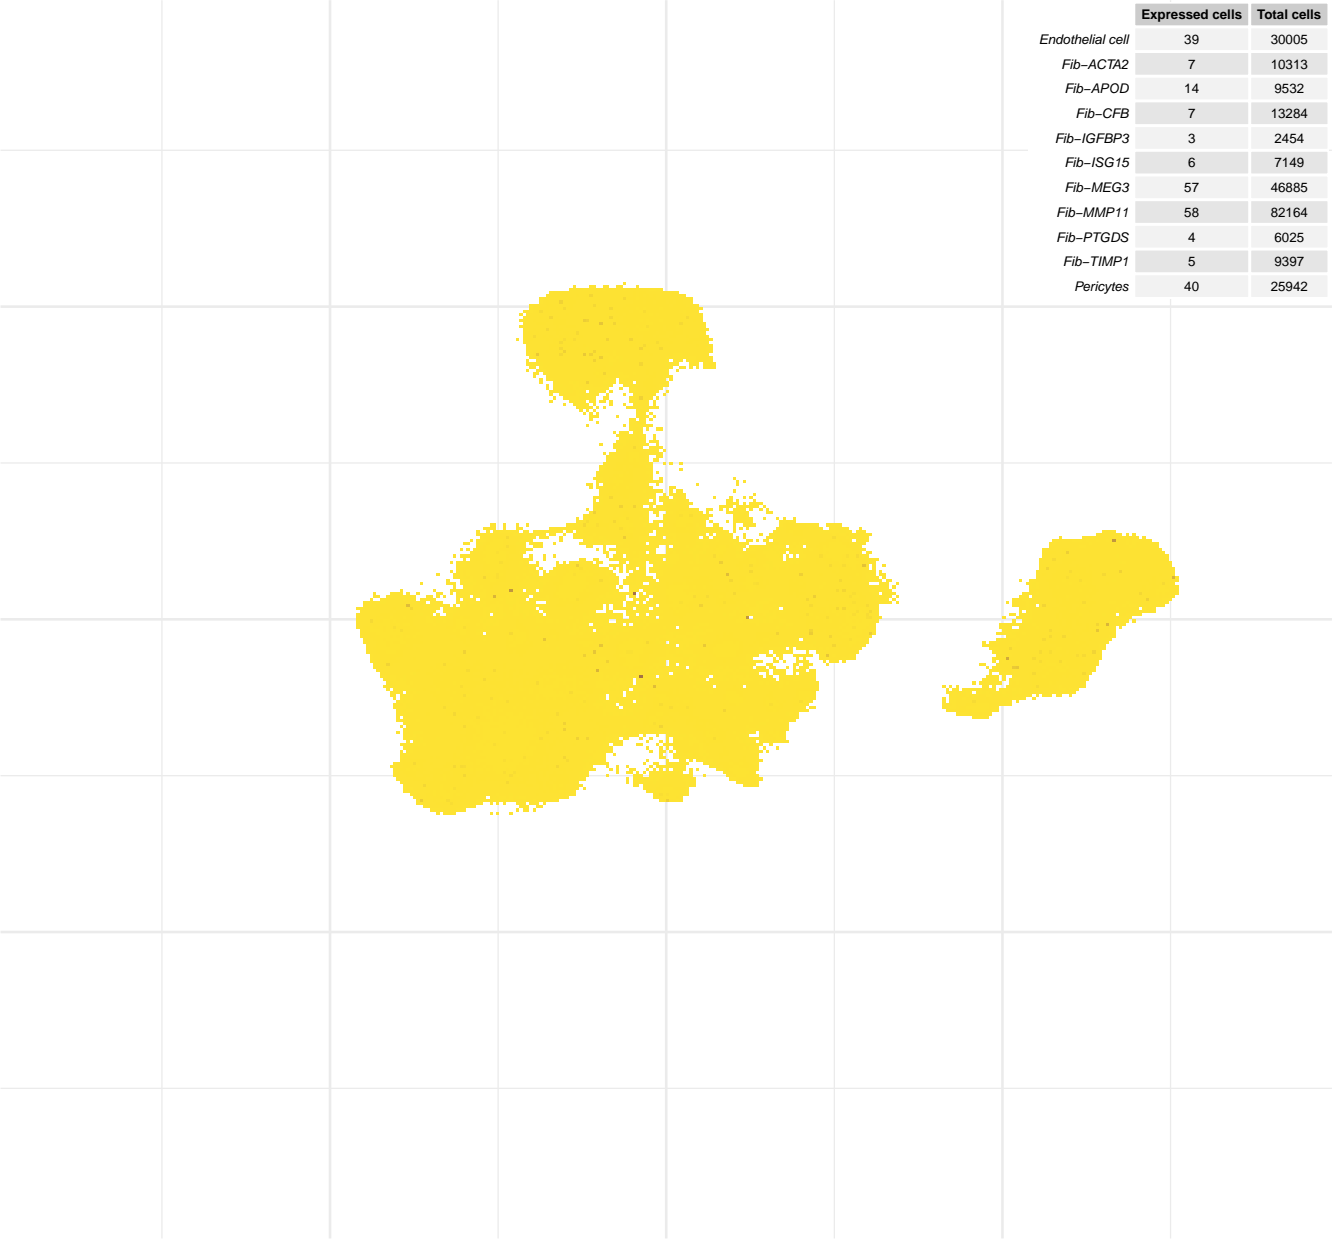 Expressed cells Total cells
Endothelial cell 39 30005
Fib−ACTA2 7 10313
Fib−APOD 14 9532
Fib−CFB 7 13284
Fib−IGFBP3 3 2454
Fib−ISG15 6 7149
Fib−MEG3 57 46885
Fib−MMP11 58 82164
Fib−PTGDS 4 6025
Fib−TIMP1 5 9397
Pericytes 40 25942